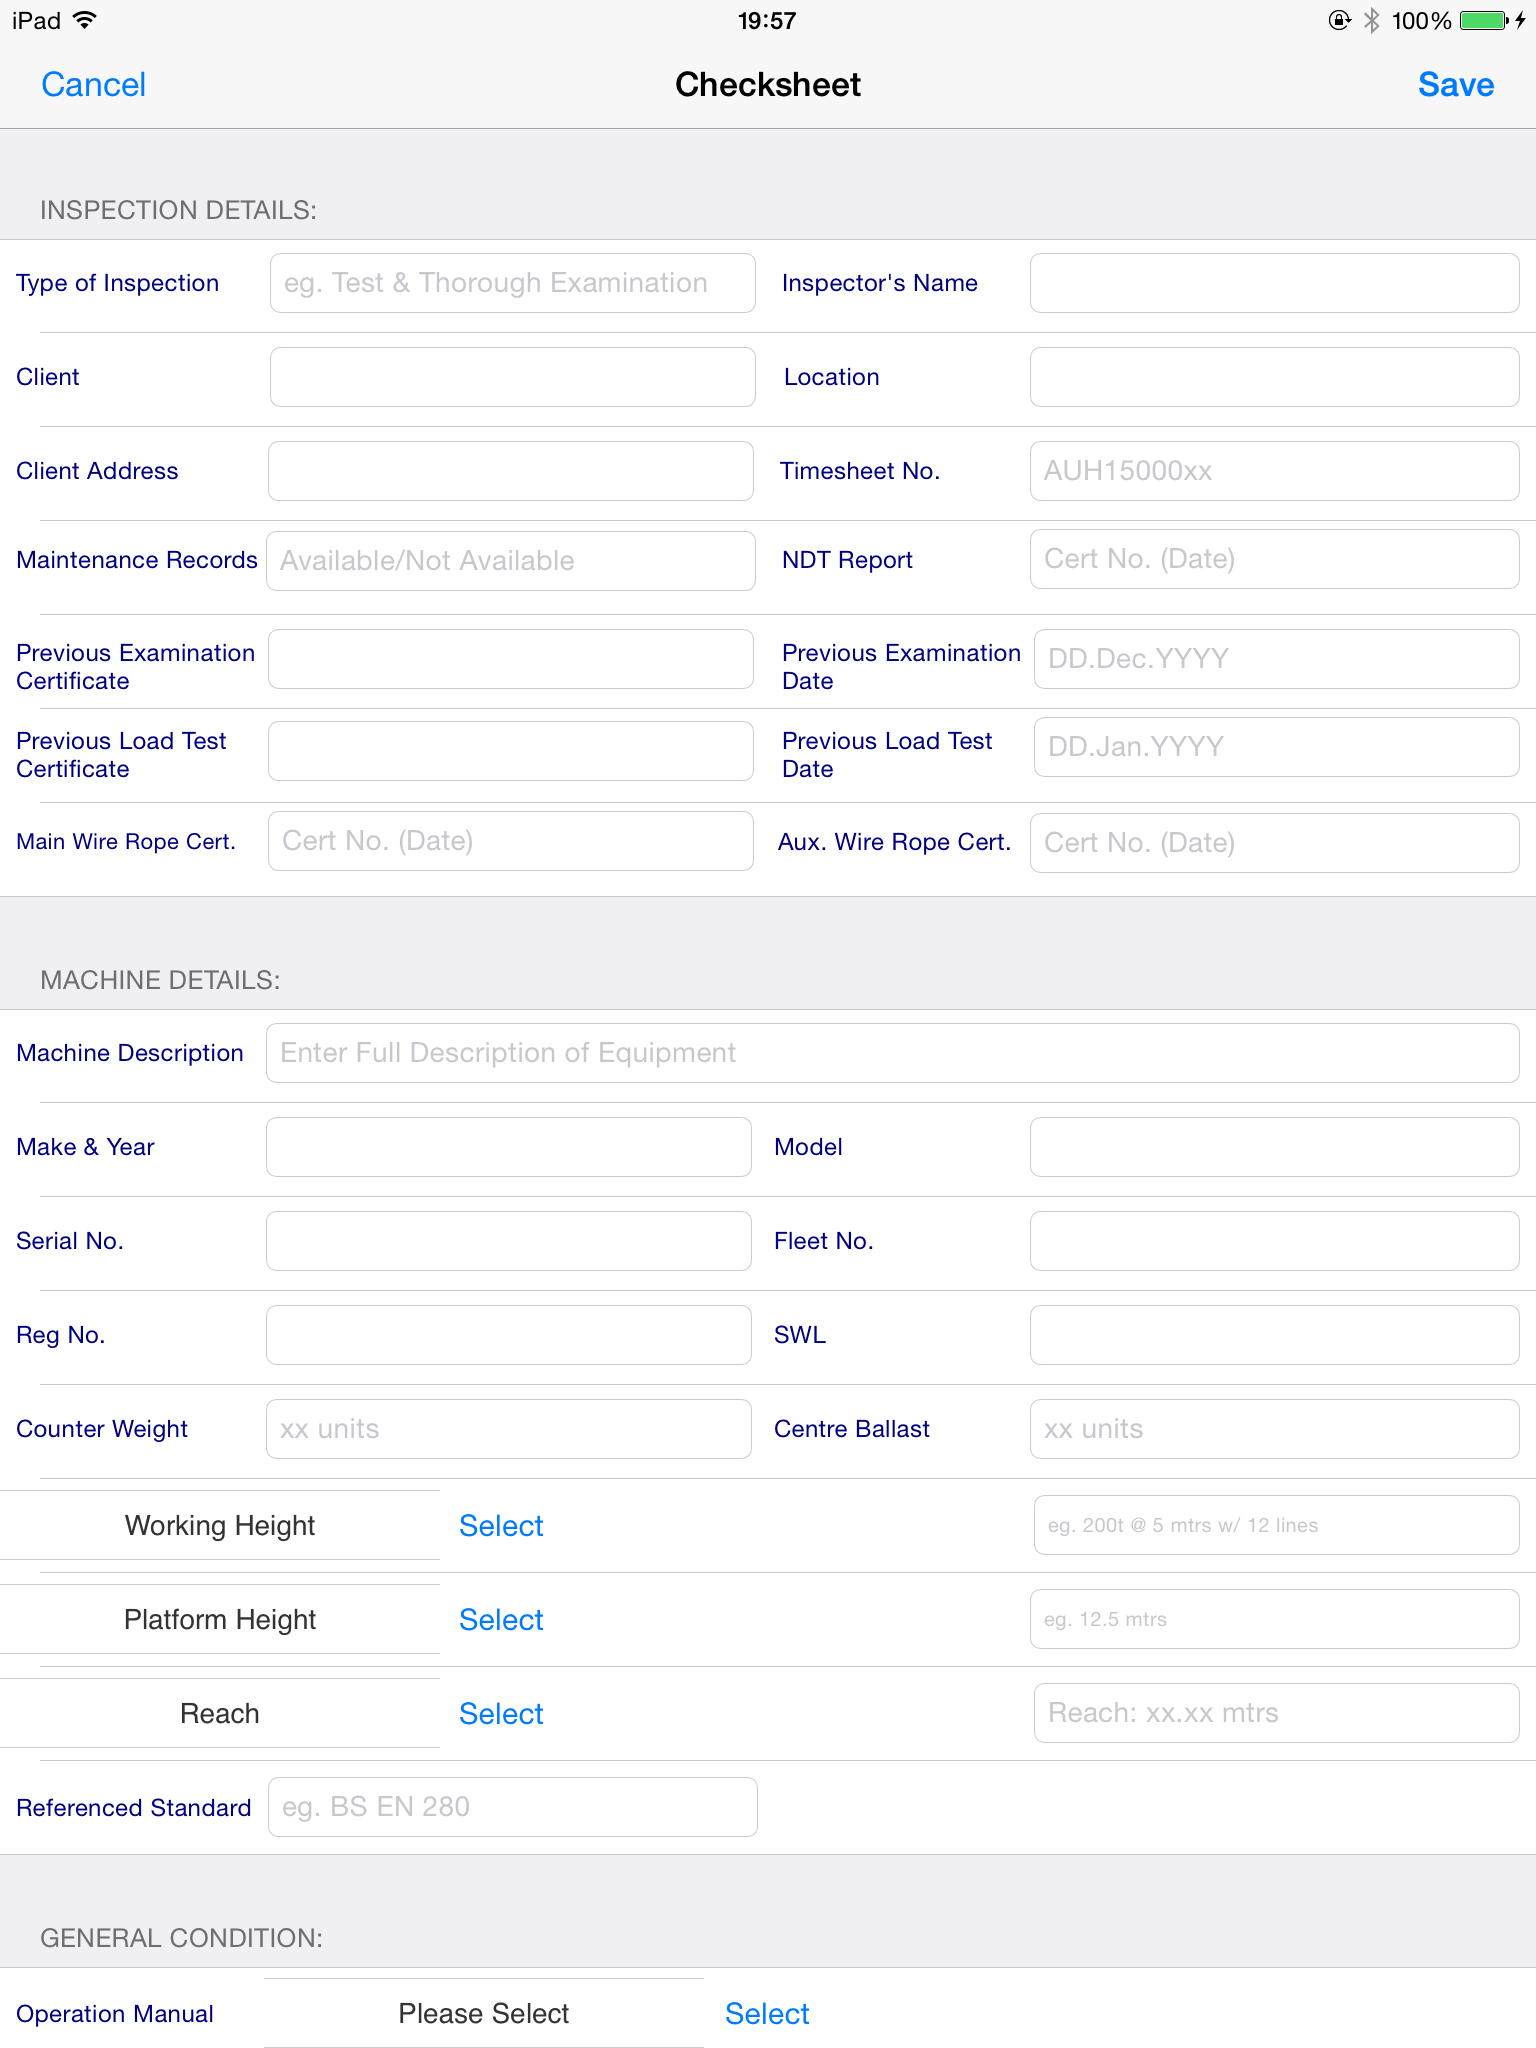 iPad 19:57 100%
Cancel Checksheet Save
INSPECTION DETAILS:
Type of Inspection eg. Test & Thorough Examination Inspector's Name
Client Location
Client Address Timesheet No. AUH15000xx
Maintenance Records Available/Not Available NDT Report Cert No. (Date)
Previous Examination Certificate Previous Examination Date DD.Dec.YYYY
Previous Load Test Certificate Previous Load Test Date DD.Jan.YYYY
Main Wire Rope Cert. Cert No. (Date) Aux. Wire Rope Cert. Cert No. (Date)
MACHINE DETAILS:
Machine Description Enter Full Description of Equipment
Make & Year Model
Serial No. Fleet No.
Reg No. SWL
Counter Weight xx units Centre Ballast xx units
Working Height Select eg. 200t @ 5 mtrs w/ 12 lines
Platform Height Select eg. 12.5 mtrs
Reach Select Reach: xx.xx mtrs
Referenced Standard eg. BS EN 280
GENERAL CONDITION:
Operation Manual Please Select Select